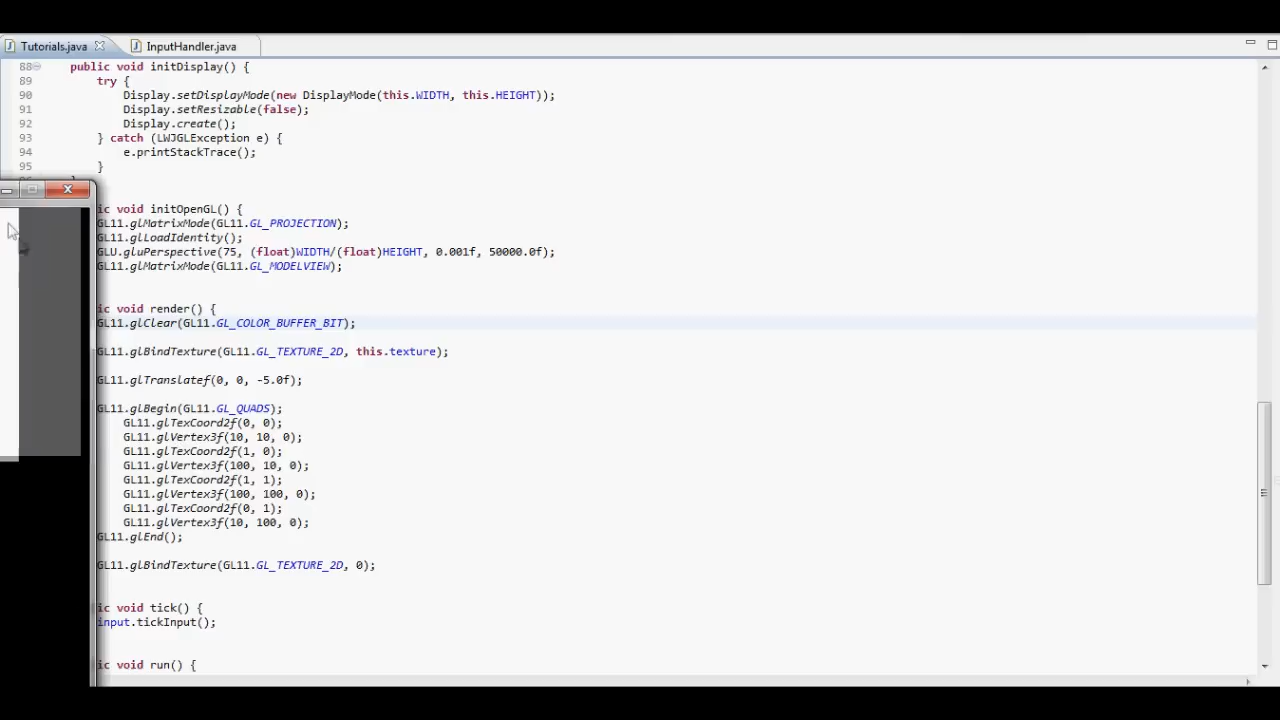 Tutorials.java
InputHandler.java
88 public void initDisplay() {
89 try {
90 Display.setDisplayMode(new DisplayMode(this.WIDTH, this.HEIGHT));
91 Display.setResizable(false);
92 Display.create();
93 } catch (LWJGLException e) {
94 e.printStackTrace();
95 }
ic void initOpenGL() {
GL11.glMatrixMode(GL11.GL_PROJECTION);
GL11.glLoadIdentity();
GLU.gluPerspective(75, (float)WIDTH/(float)HEIGHT, 0.001f, 50000.0f);
GL11.glMatrixMode(GL11.GL_MODELVIEW);
ic void render() {
GL11.glClear(GL11.GL_COLOR_BUFFER_BIT);
GL11.glBindTexture(GL11.GL_TEXTURE_2D, this.texture);
GL11.glTranslatef(0, 0, -5.0f);
GL11.glBegin(GL11.GL_QUADS);
GL11.glTexCoord2f(0, 0);
GL11.glVertex3f(10, 10, 0);
GL11.glTexCoord2f(1, 0);
GL11.glVertex3f(100, 10, 0);
GL11.glTexCoord2f(1, 1);
GL11.glVertex3f(100, 100, 0);
GL11.glTexCoord2f(0, 1);
GL11.glVertex3f(10, 100, 0);
GL11.glEnd();
GL11.glBindTexture(GL11.GL_TEXTURE_2D, 0);
ic void tick() {
input.tickInput();
ic void run() {